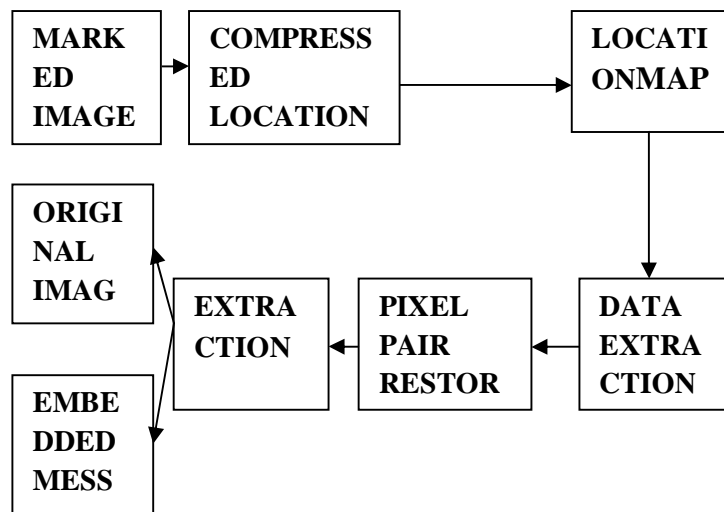 MARK
ED
IMAGE
COMPRESS
ED
LOCATION
LOCATI
ONMAP
ORIGI
NAL
IMAG
EXTRA
CTION
PIXEL
PAIR
RESTOR
DATA
EXTRA
CTION
EMBE
DDED
MESS